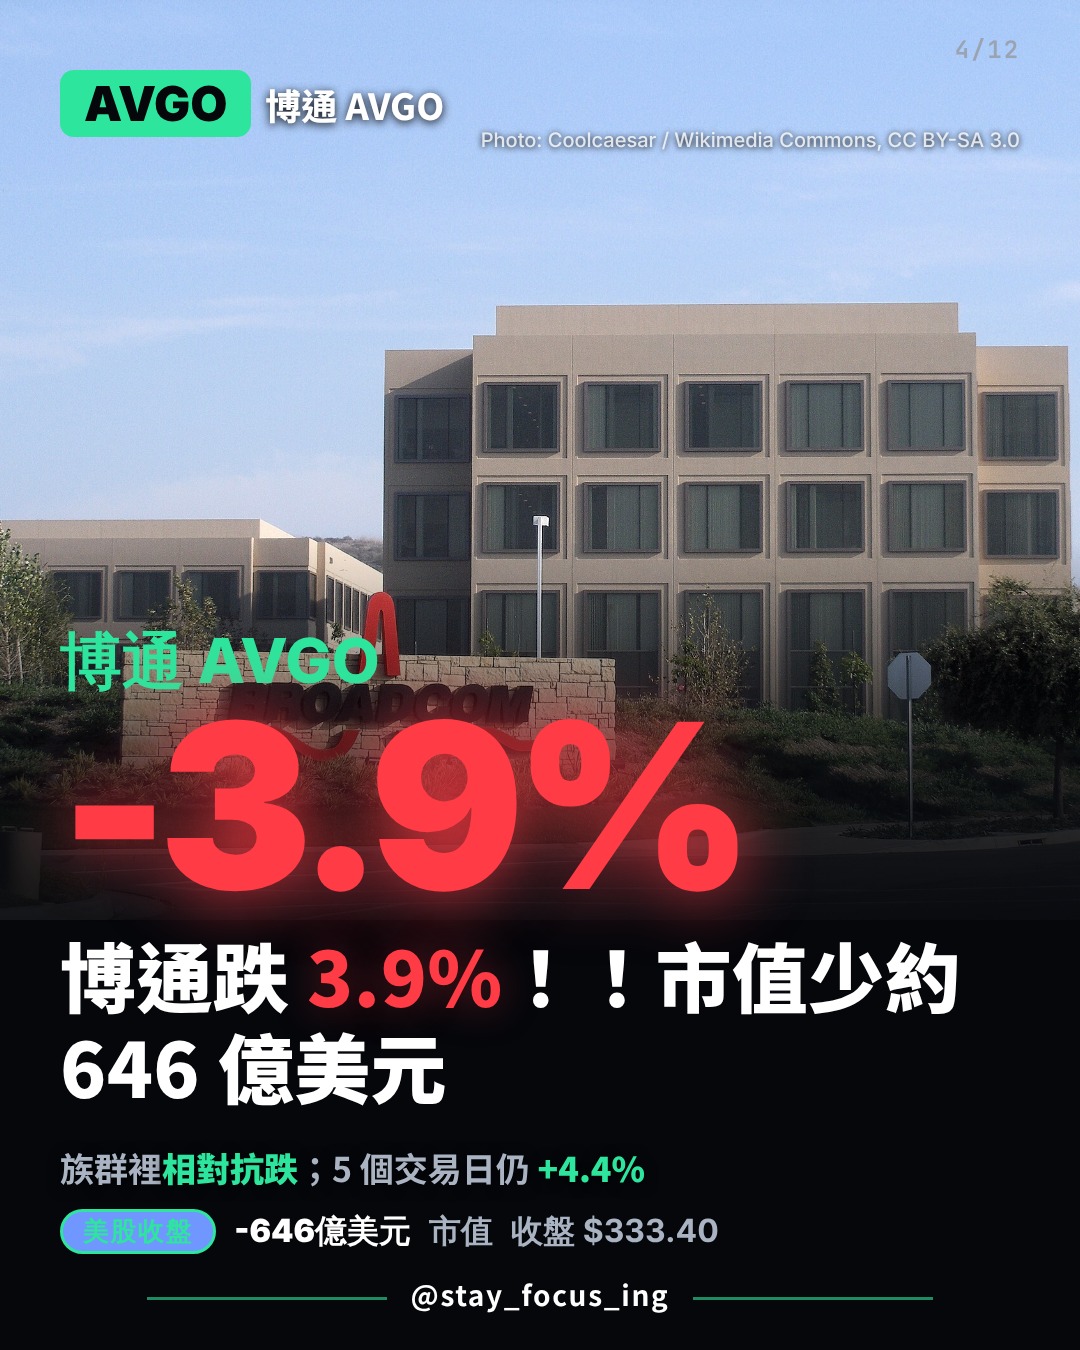 4/12
AVGO 博通 AVGO
Photo: Coolcaesar / Wikimedia Commons, CC BY-SA 3.0
博通 AVGO
BROADCOM
-3.9%
博通跌 3.9%！！市值少約
646 億美元
族群裡相對抗跌；5 個交易日仍 +4.4%
美股收盤 -646億美元 市值 收盤 $333.40
@stay_focus_ing